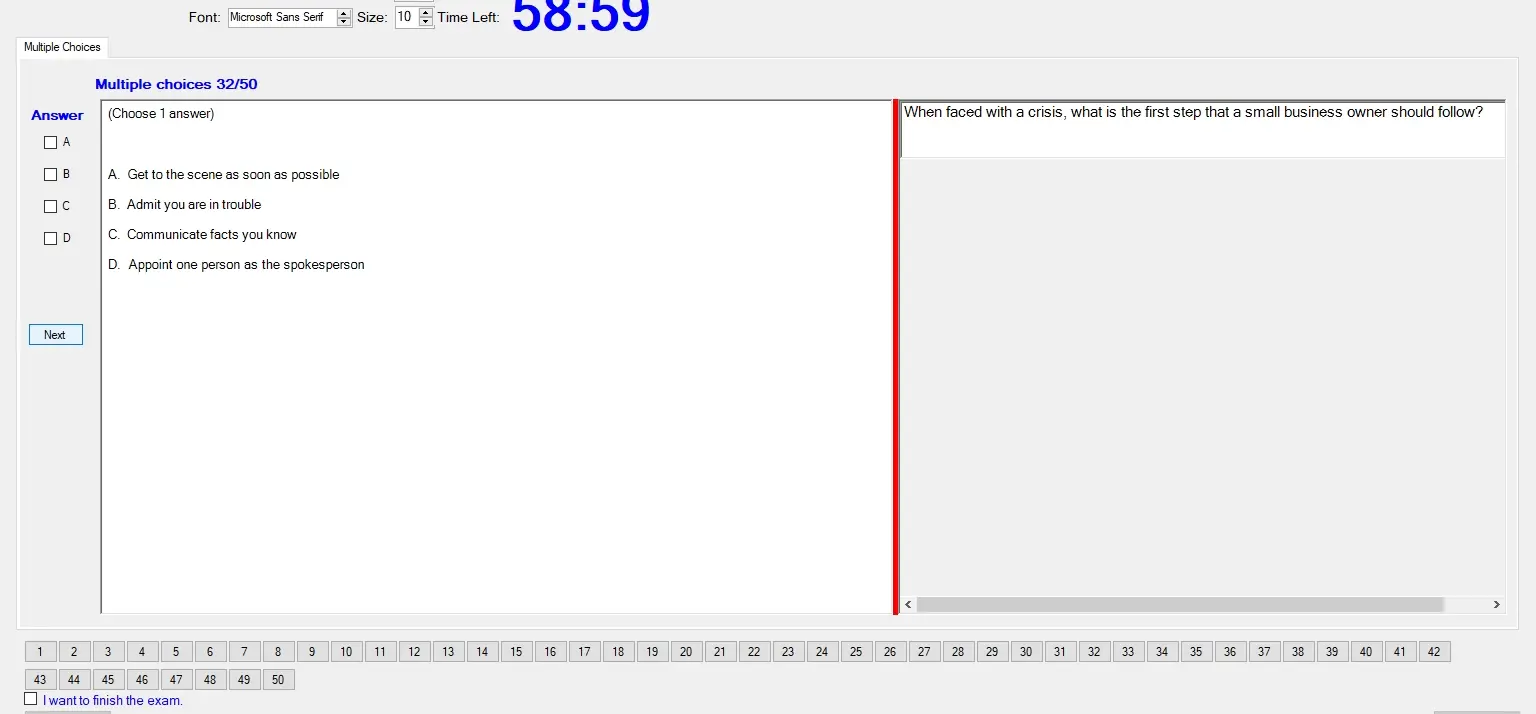 Font: Microsoft Sans Serif Size: 10 Time Left: 58:59
Multiple Choices
Multiple choices 32/50
Answer
A
B
C
D
Next
(Choose 1 answer)
A. Get to the scene as soon as possible
B. Admit you are in trouble
C. Communicate facts you know
D. Appoint one person as the spokesperson
When faced with a crisis, what is the first step that a small business owner should follow?
1 2 3 4 5 6 7 8 9 10 11 12 13 14 15 16 17 18 19 20 21 22 23 24 25 26 27 28 29 30 31 32 33 34 35 36 37 38 39 40 41 42
43 44 45 46 47 48 49 50
I want to finish the exam.